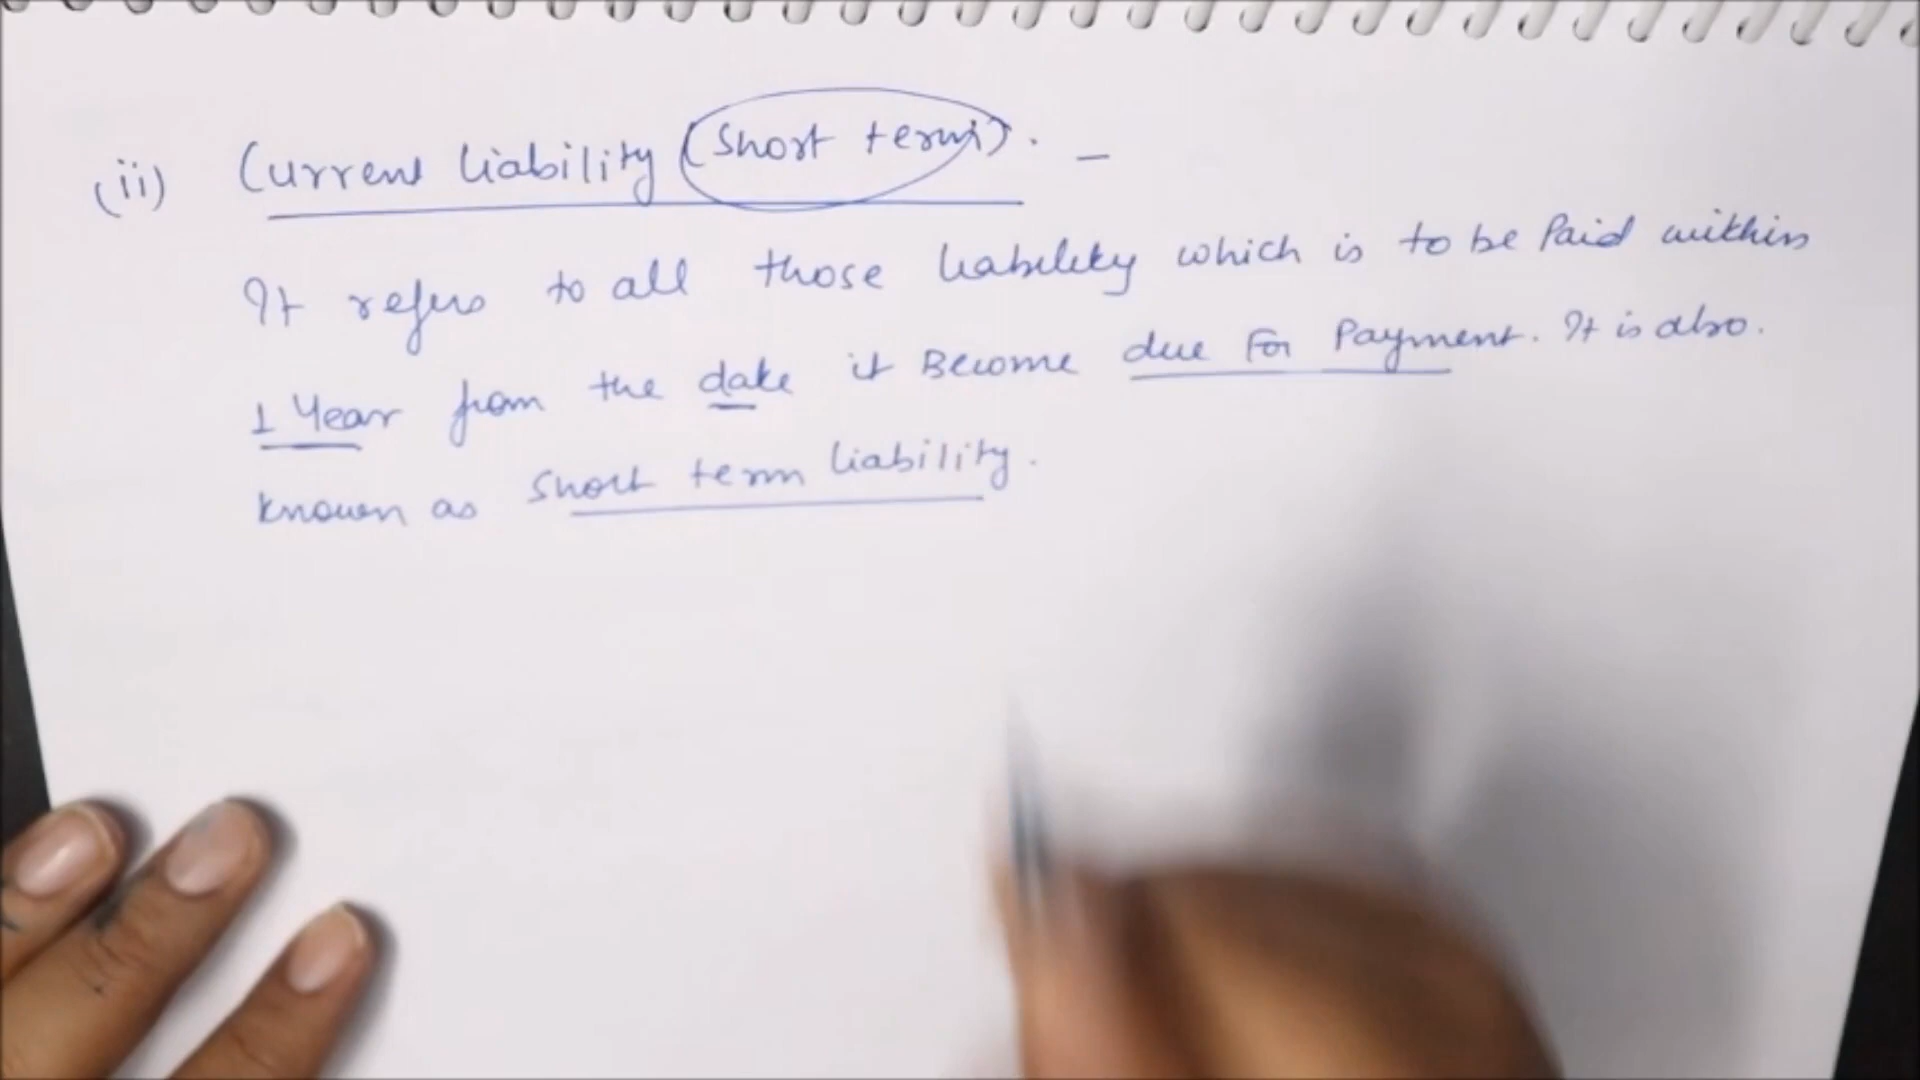 (ii) Current liability (Short term). -
It refers to all those liability which is to be Paid within
1 Year from the date it Become due For Payment. It is also.
known as Short term liability.